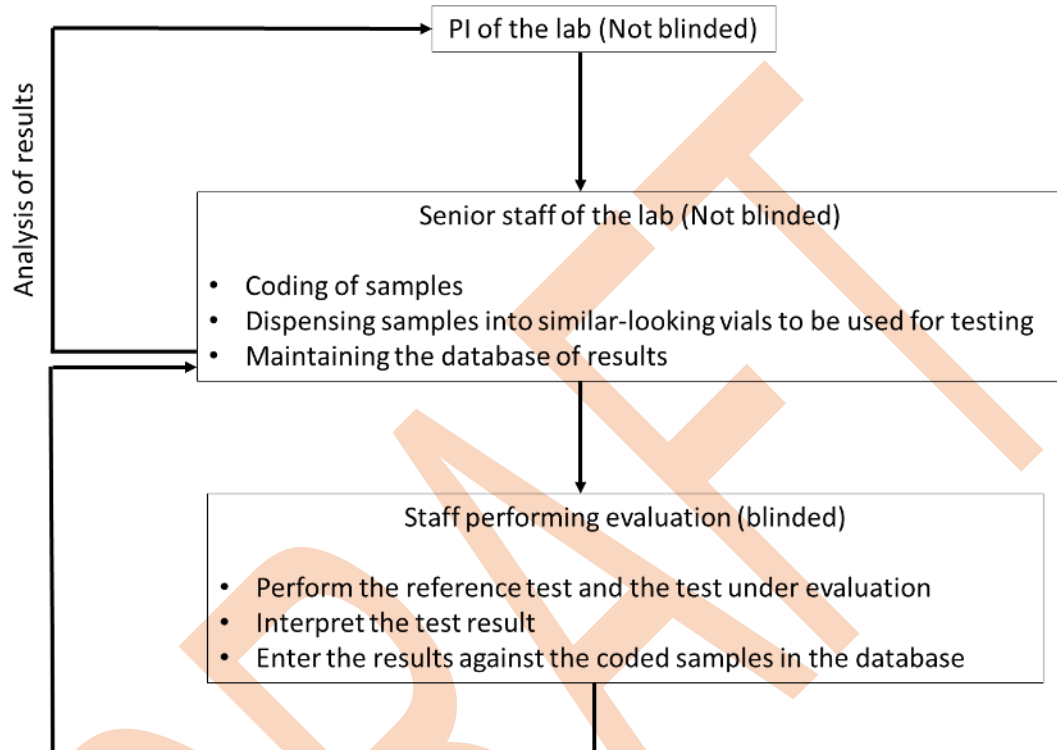 PI of the lab (Not blinded)
Analysis of results
Senior staff of the lab (Not blinded)
• Coding of samples
• Dispensing samples into similar-looking vials to be used for testing
• Maintaining the database of results
Staff performing evaluation (blinded)
• Perform the reference test and the test under evaluation
• Interpret the test result
• Enter the results against the coded samples in the database
DRAFT